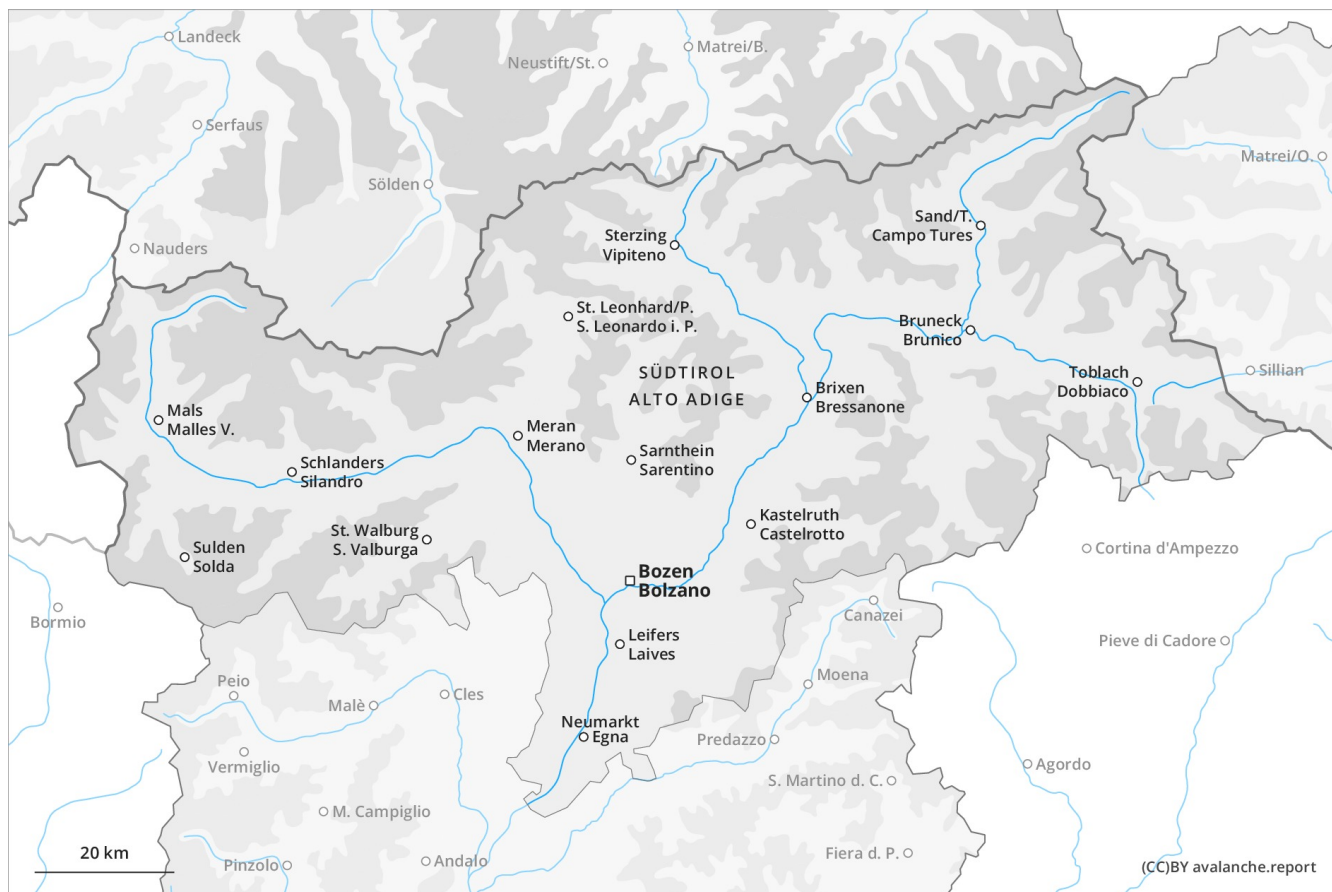 Landeck
Matrei/B.
Neustift/St.
Serfaus
Matrei/O.
Sölden
Sand/T.
Campo Tures
Sterzing
Vipiteno
Nauders
St. Leonhard/P.
S. Leonardo i. P.
Bruneck
Brunico
SÜDTIROL
ALTO ADIGE
Toblach
Dobbiaco
Sillian
Brixen
Bressanone
Mals
Malles V.
Meran
Merano
Sarnthein
Sarentino
Schlanders
Silandro
Kastelruth
Castelrotto
St. Walburg
S. Valburga
Sulden
Solda
Cortina d'Ampezzo
Bozen
Bolzano
Bormio
Canazei
Leifers
Laives
Pieve di Cadore
Peio
Moena
Malè
Cles
Neumarkt
Egna
Predazzo
Vermiglio
Agordo
S. Martino d. C.
M. Campiglio
20 km
Pinzolo
Andalo
Fiera d. P.
(CC)BY avalanche.report